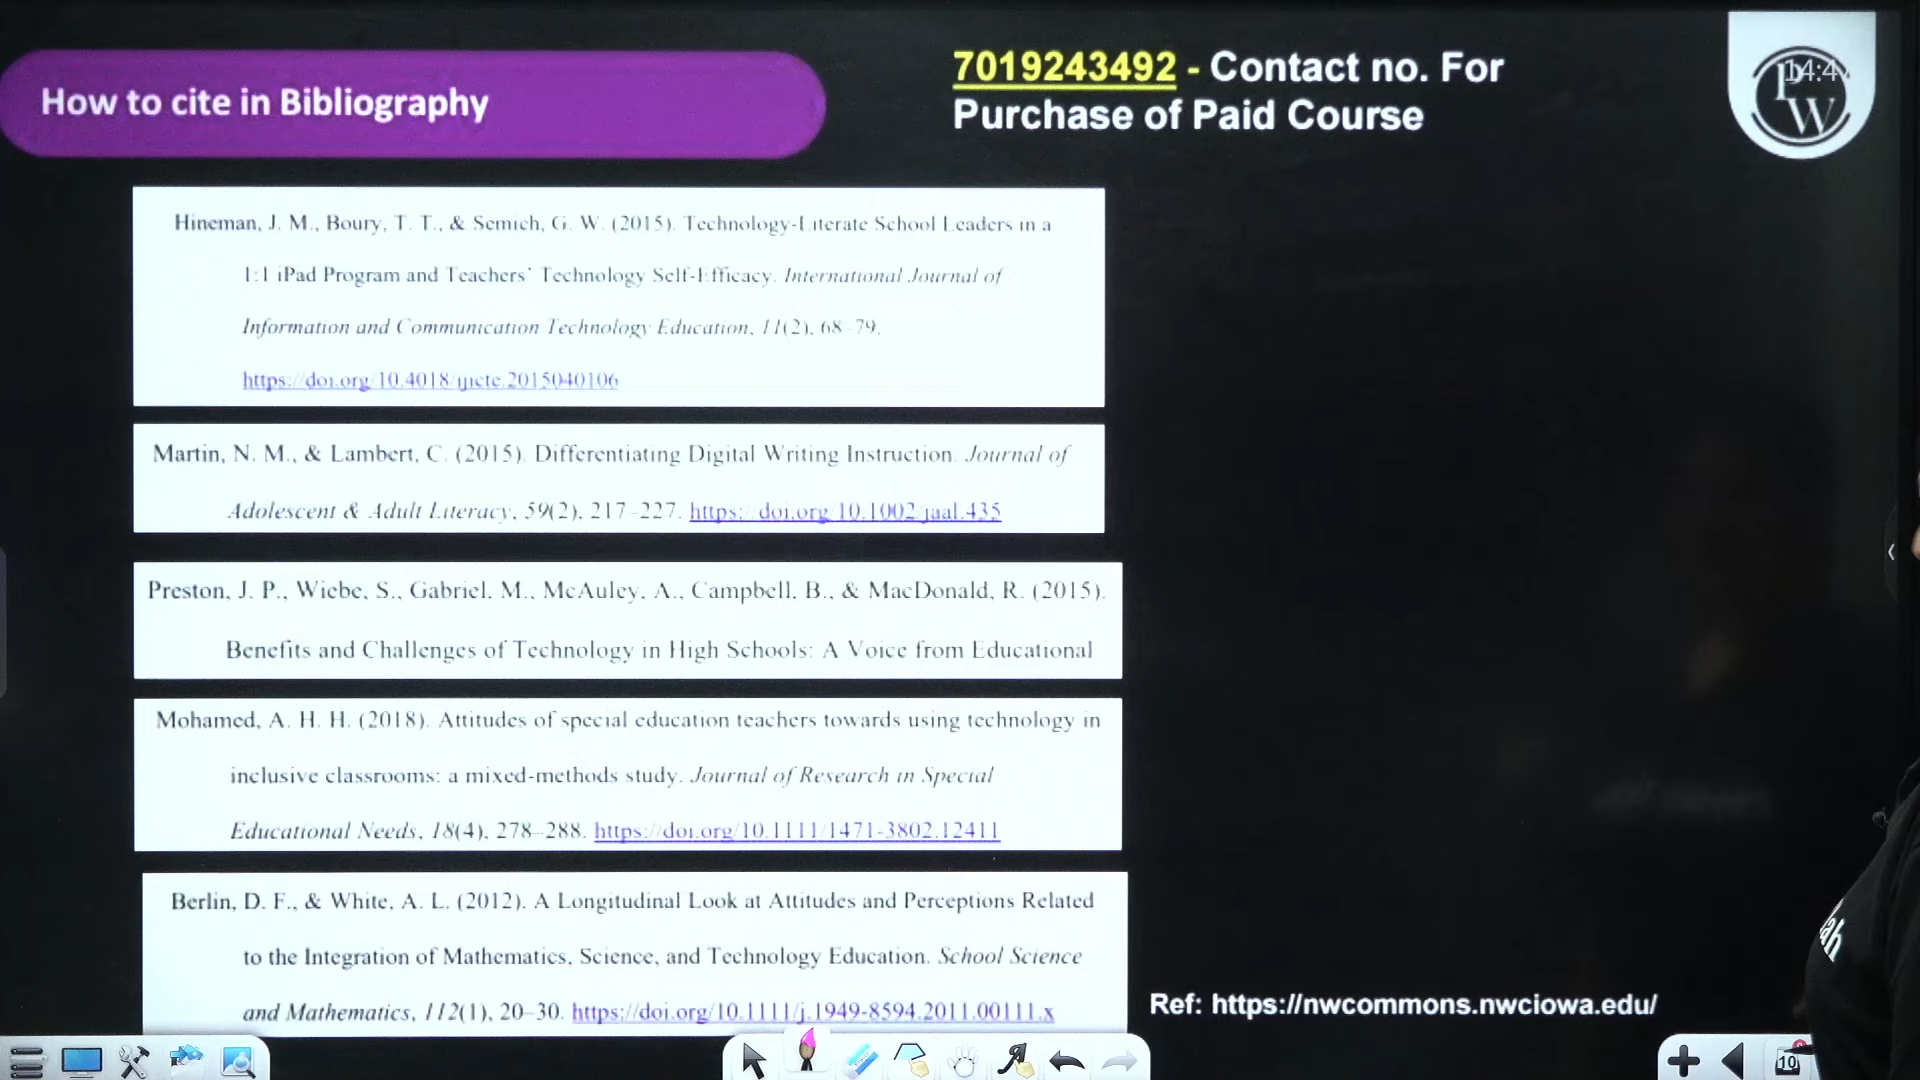 How to cite in Bibliography
7019243492 - Contact no. For
Purchase of Paid Course
PW
14:4
Hineman, J. M., Boury, T. T., & Semich, G. W. (2015). Technology-Literate School Leaders in a
1:1 iPad Program and Teachers' Technology Self-Efficacy. International Journal of
Information and Communication Technology Education, 11(2), 68–79.
https://doi.org/10.4018/ijicte.2015040106
Martin, N. M., & Lambert, C. (2015). Differentiating Digital Writing Instruction. Journal of
Adolescent & Adult Literacy, 59(2), 217–227. https://doi.org/10.1002/jaal.435
Preston, J. P., Wiebe, S., Gabriel, M., McAuley, A., Campbell, B., & MacDonald, R. (2015).
Benefits and Challenges of Technology in High Schools: A Voice from Educational
Mohamed, A. H. H. (2018). Attitudes of special education teachers towards using technology in
inclusive classrooms: a mixed-methods study. Journal of Research in Special
Educational Needs, 18(4), 278–288. https://doi.org/10.1111/1471-3802.12411
Berlin, D. F., & White, A. L. (2012). A Longitudinal Look at Attitudes and Perceptions Related
to the Integration of Mathematics, Science, and Technology Education. School Science
and Mathematics, 112(1), 20–30. https://doi.org/10.1111/j.1949-8594.2011.00111.x
Ref: https://nwcommons.nwciowa.edu/
ah
10